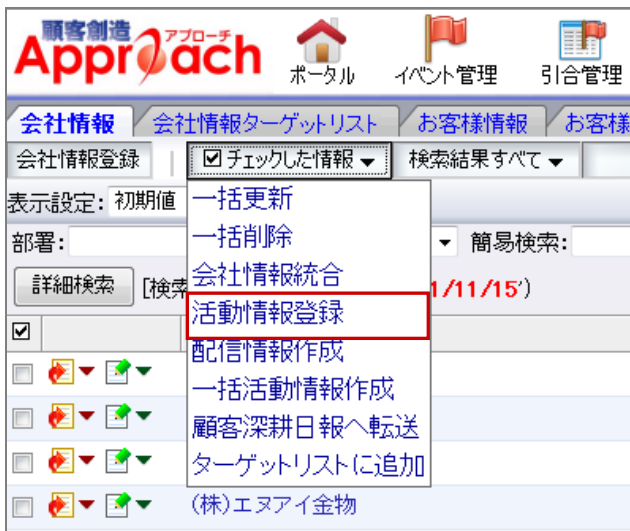 顧客創造 アプローチ
Approach
ポータル イベント管理 引合管理
会社情報 会社情報ターゲットリスト お客様情報 お客様
会社情報登録 | チェックした情報 検索結果すべて
表示設定: 初期値
一括更新
部署: 一括削除 簡易検索:
会社情報統合
詳細検索 [検索 1/11/15')
活動情報登録
配信情報作成
一括活動情報作成
顧客深耕日報へ転送
ターゲットリストに追加
(株)エヌアイ金物